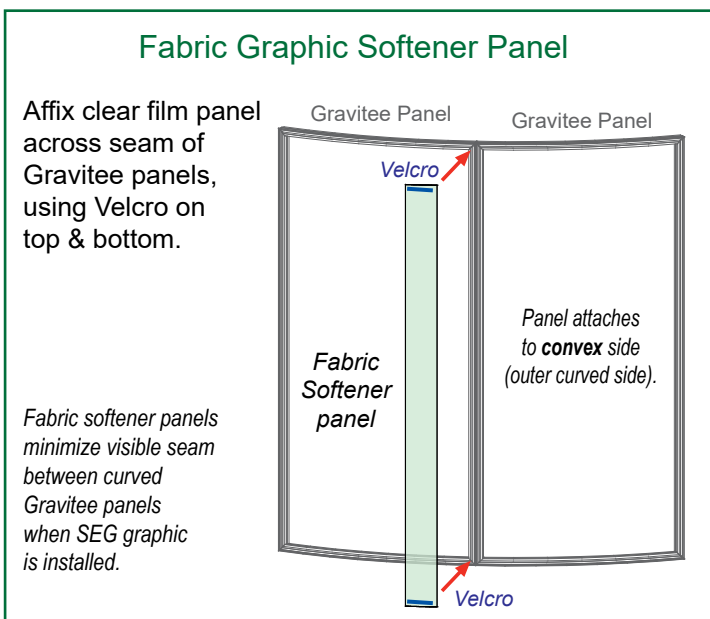 Fabric Graphic Softener Panel
Affix clear film panel
across seam of
Gravitee panels,
using Velcro on
top & bottom.
Gravitee Panel
Gravitee Panel
Velcro
Panel attaches
to convex side
(outer curved side).
Fabric
Softener
panel
Fabric softener panels
minimize visible seam
between curved
Gravitee panels
when SEG graphic
is installed.
Velcro